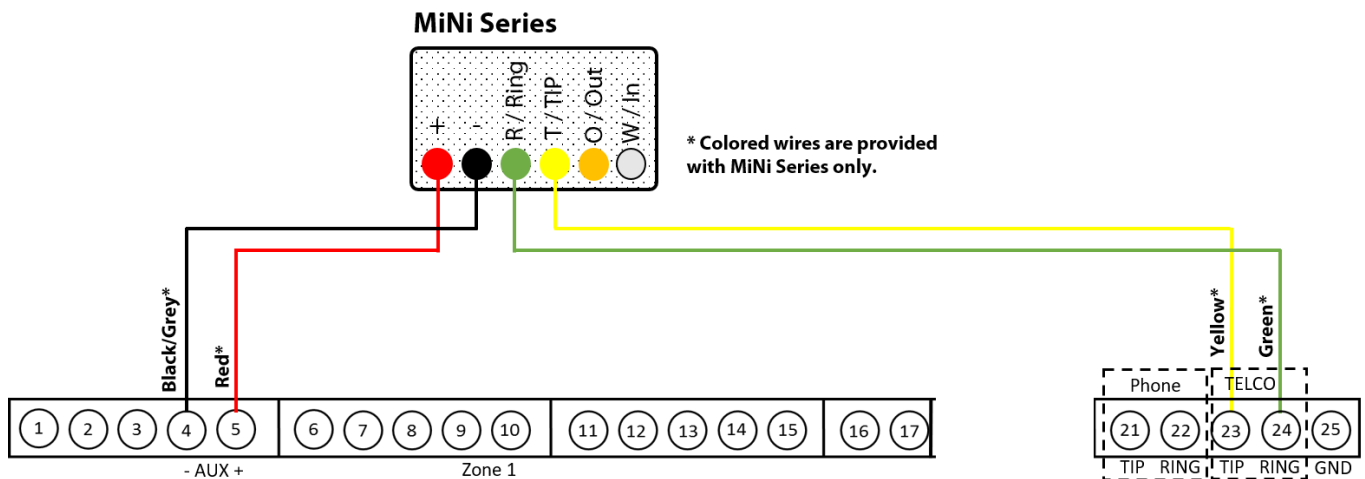 MiNi Series
+
-
R / Ring
T / TIP
O / Out
W / In
* Colored wires are provided
with MiNi Series only.
Black/Grey*
Red*
Yellow*
Green*
Phone TELCO
1 2 3 4 5 6 7 8 9 10 11 12 13 14 15 16 17 21 22 23 24 25
- AUX + Zone 1 TIP RING TIP RING GND